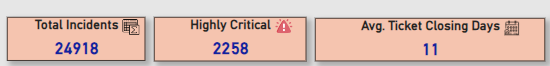 Total Incidents
24918
Highly Critical
2258
Avg. Ticket Closing Days
11